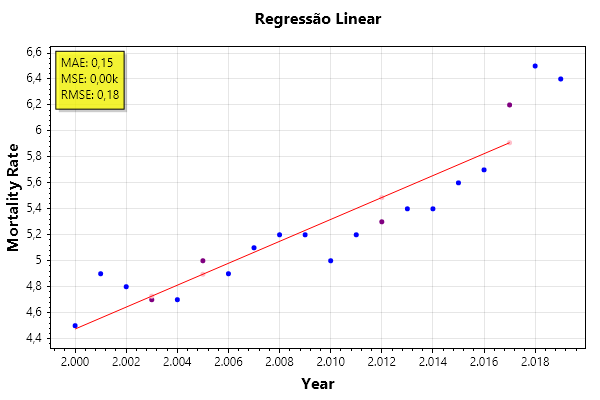 Regressão Linear
MAE: 0,15
MSE: 0,00k
RMSE: 0,18
Mortality Rate
6,6
6,4
6,2
6
5,8
5,6
5,4
5,2
5
4,8
4,6
4,4
2.000 2.002 2.004 2.006 2.008 2.010 2.012 2.014 2.016 2.018
Year